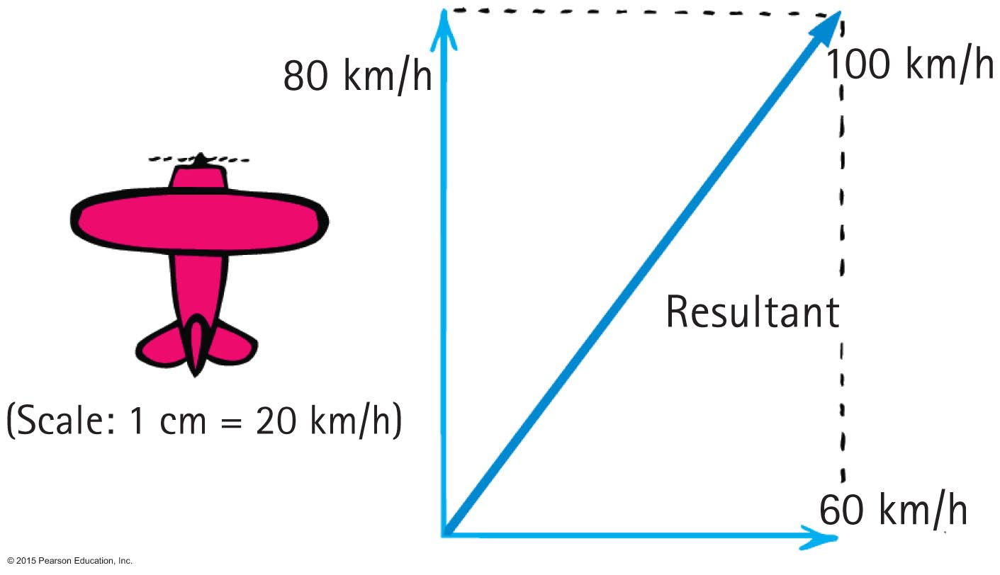 80 km/h
100 km/h
Resultant
(Scale: 1 cm = 20 km/h)
60 km/h
© 2015 Pearson Education, Inc.